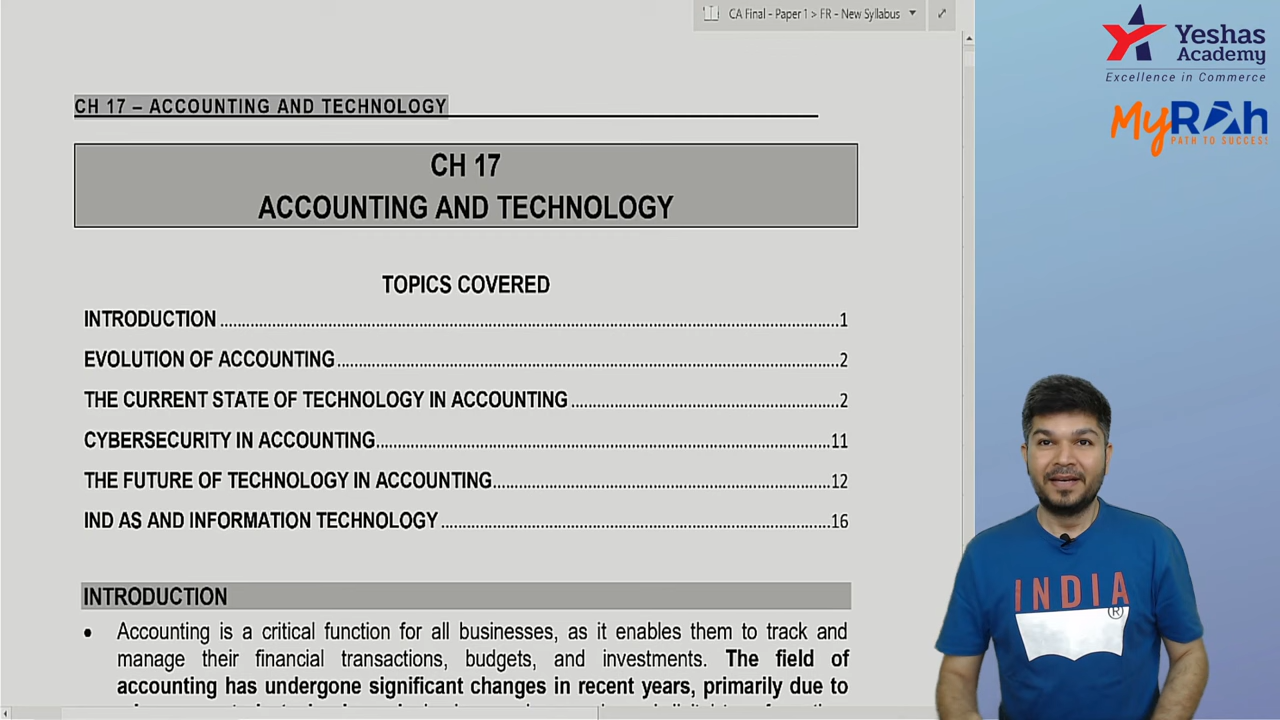 CA Final - Paper 1 > FR - New Syllabus
Yeshas
Academy
Excellence in Commerce
MyRAh
PATH TO SUCCESS
CH 17 – ACCOUNTING AND TECHNOLOGY
CH 17
ACCOUNTING AND TECHNOLOGY
TOPICS COVERED
INTRODUCTION ........ 1
EVOLUTION OF ACCOUNTING ........ 2
THE CURRENT STATE OF TECHNOLOGY IN ACCOUNTING ........ 2
CYBERSECURITY IN ACCOUNTING ........ 11
THE FUTURE OF TECHNOLOGY IN ACCOUNTING ........ 12
IND AS AND INFORMATION TECHNOLOGY ........ 16
INTRODUCTION
• Accounting is a critical function for all businesses, as it enables them to track and
manage their financial transactions, budgets, and investments. The field of
accounting has undergone significant changes in recent years, primarily due to
INDIA
®